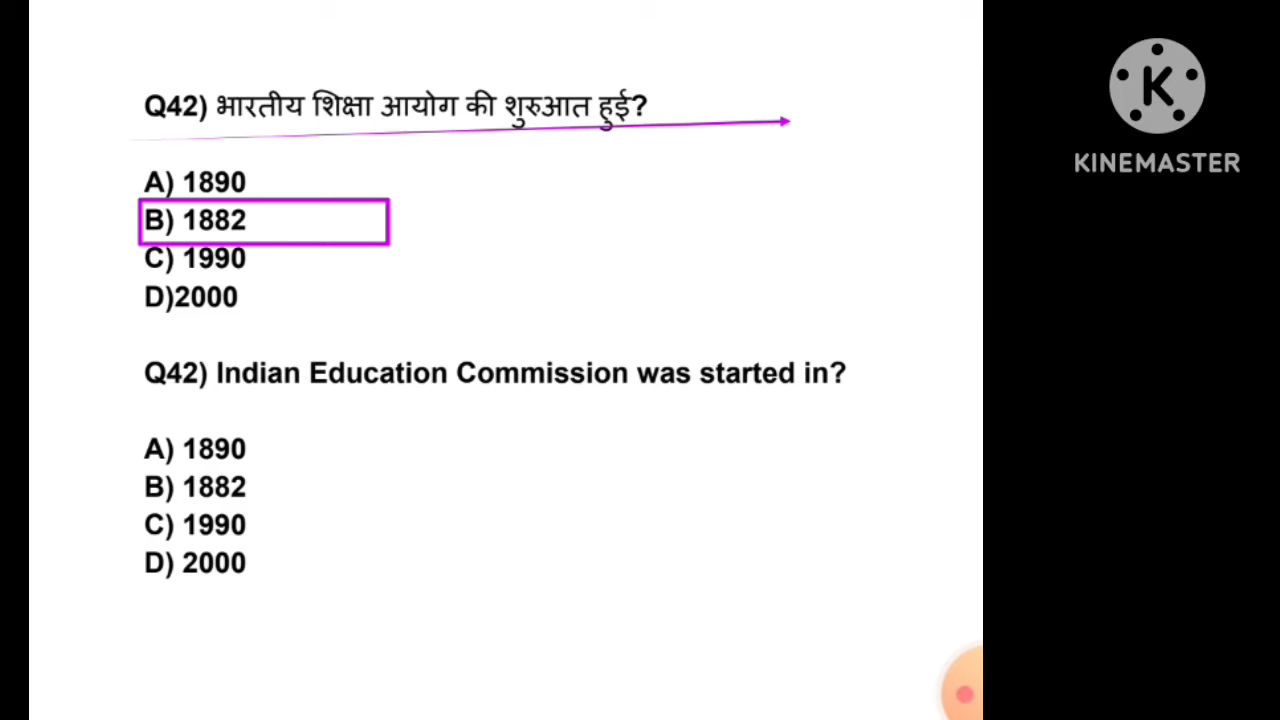 Q42) भारतीय शिक्षा आयोग की शुरुआत हुई?
A) 1890
B) 1882
C) 1990
D)2000
Q42) Indian Education Commission was started in?
A) 1890
B) 1882
C) 1990
D) 2000
K
KINEMASTER